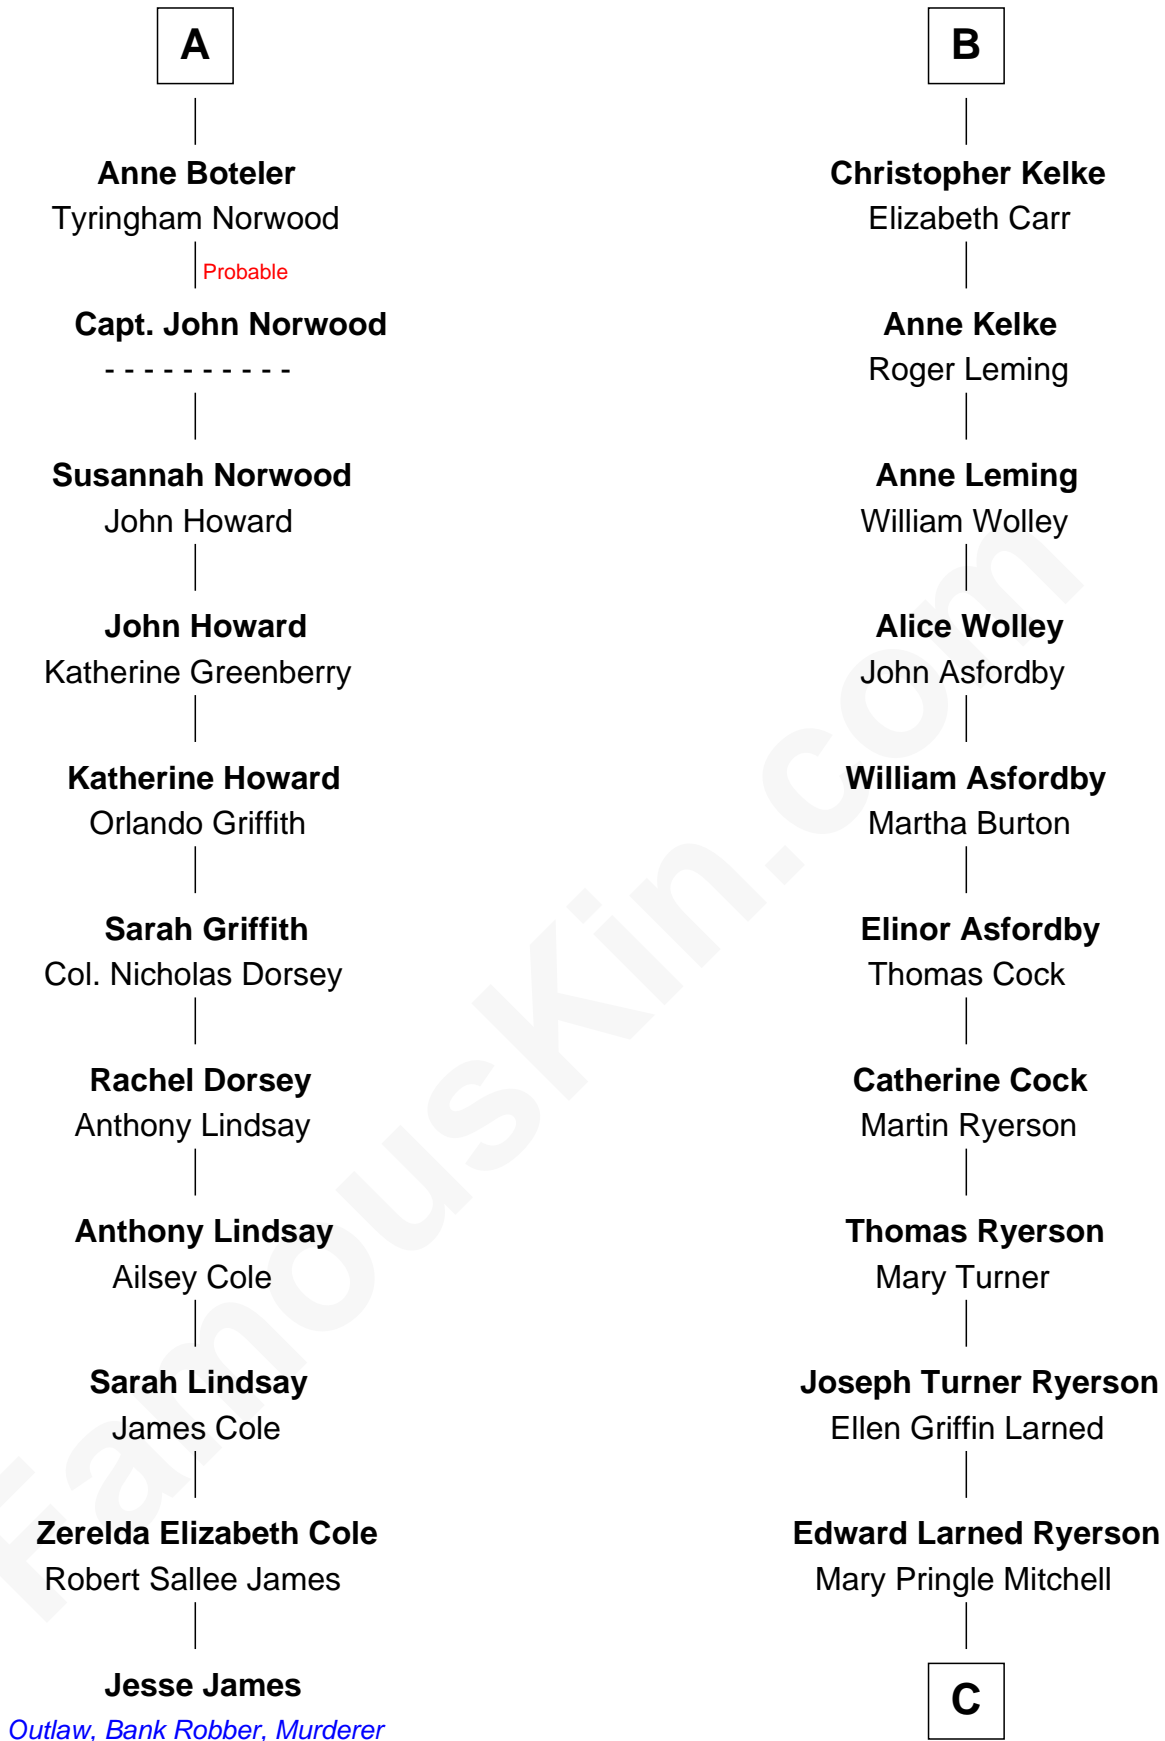 A
Anne Boteler
Tyringham Norwood
Probable
Capt. John Norwood
- - - - - - - - - -
Susannah Norwood
John Howard
John Howard
Katherine Greenberry
Katherine Howard
Orlando Griffith
Sarah Griffith
Col. Nicholas Dorsey
Rachel Dorsey
Anthony Lindsay
Anthony Lindsay
Ailsey Cole
Sarah Lindsay
James Cole
Zerelda Elizabeth Cole
Robert Sallee James
Jesse James
Outlaw, Bank Robber, Murderer
B
Christopher Kelke
Elizabeth Carr
Anne Kelke
Roger Leming
Anne Leming
William Wolley
Alice Wolley
John Asfordby
William Asfordby
Martha Burton
Elinor Asfordby
Thomas Cock
Catherine Cock
Martin Ryerson
Thomas Ryerson
Mary Turner
Joseph Turner Ryerson
Ellen Griffin Larned
Edward Larned Ryerson
Mary Pringle Mitchell
C
FamousKin.com